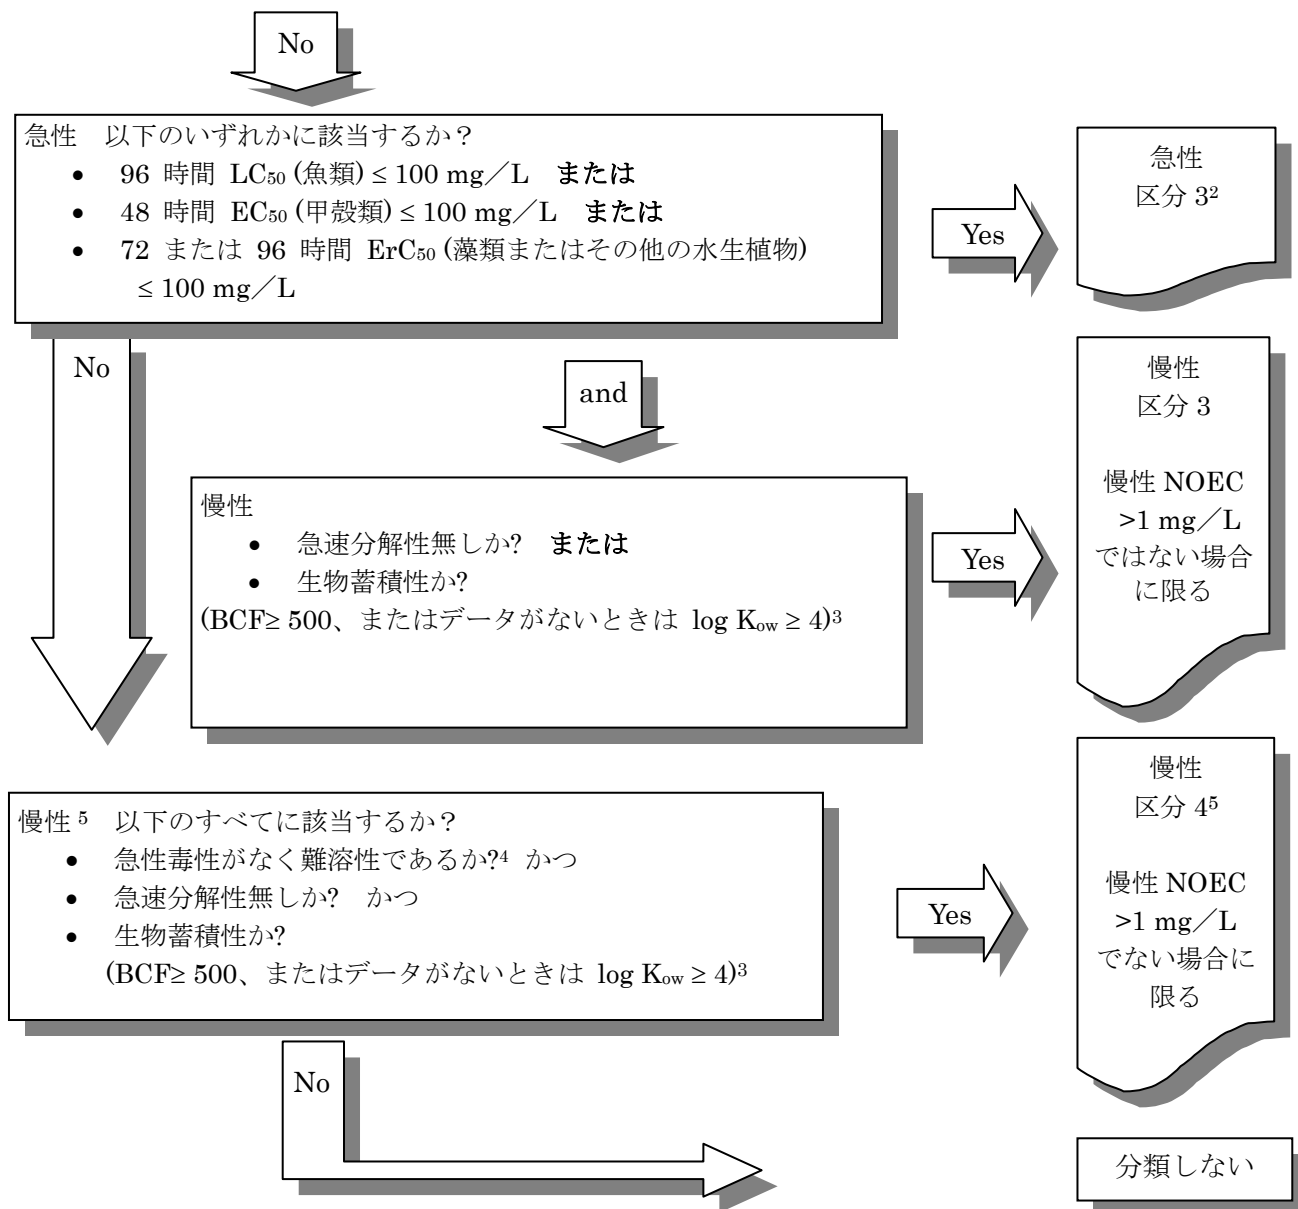 No
急性　以下のいずれかに該当するか？
• 96 時間 LC₅₀ (魚類) ≤ 100 mg／L または
• 48 時間 EC₅₀ (甲殻類) ≤ 100 mg／L または
• 72 または 96 時間 ErC₅₀ (藻類またはその他の水生植物)
≤ 100 mg／L
Yes
急性
区分 3²
No
and
慢性
• 急速分解性無しか? または
• 生物蓄積性か?
(BCF≥ 500、またはデータがないときは log Kₒw ≥ 4)³
Yes
慢性
区分 3
慢性 NOEC
>1 mg／L
ではない場合
に限る
慢性 ⁵　以下のすべてに該当するか？
• 急性毒性がなく難溶性であるか?⁴ かつ
• 急速分解性無しか? かつ
• 生物蓄積性か?
(BCF≥ 500、またはデータがないときは log Kₒw ≥ 4)³
Yes
慢性
区分 4⁵
慢性 NOEC
>1 mg／L
でない場合に
限る
No
分類しない